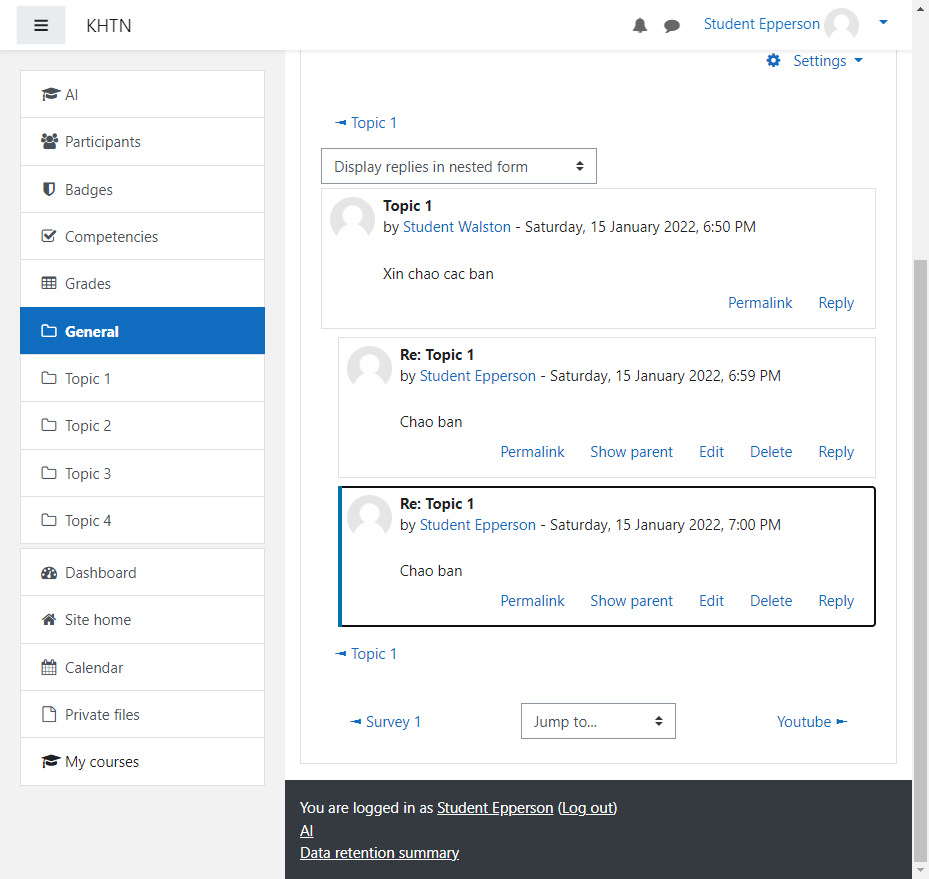 KHTN
Student Epperson
AI
Participants
Badges
Competencies
Grades
General
Topic 1
Topic 2
Topic 3
Topic 4
Dashboard
Site home
Calendar
Private files
My courses
Settings
◄ Topic 1
Display replies in nested form
Topic 1
by Student Walston - Saturday, 15 January 2022, 6:50 PM
Xin chao cac ban
Permalink Reply
Re: Topic 1
by Student Epperson - Saturday, 15 January 2022, 6:59 PM
Chao ban
Permalink Show parent Edit Delete Reply
Re: Topic 1
by Student Epperson - Saturday, 15 January 2022, 7:00 PM
Chao ban
Permalink Show parent Edit Delete Reply
◄ Topic 1
◄ Survey 1 Jump to... Youtube ►
You are logged in as Student Epperson (Log out)
AI
Data retention summary